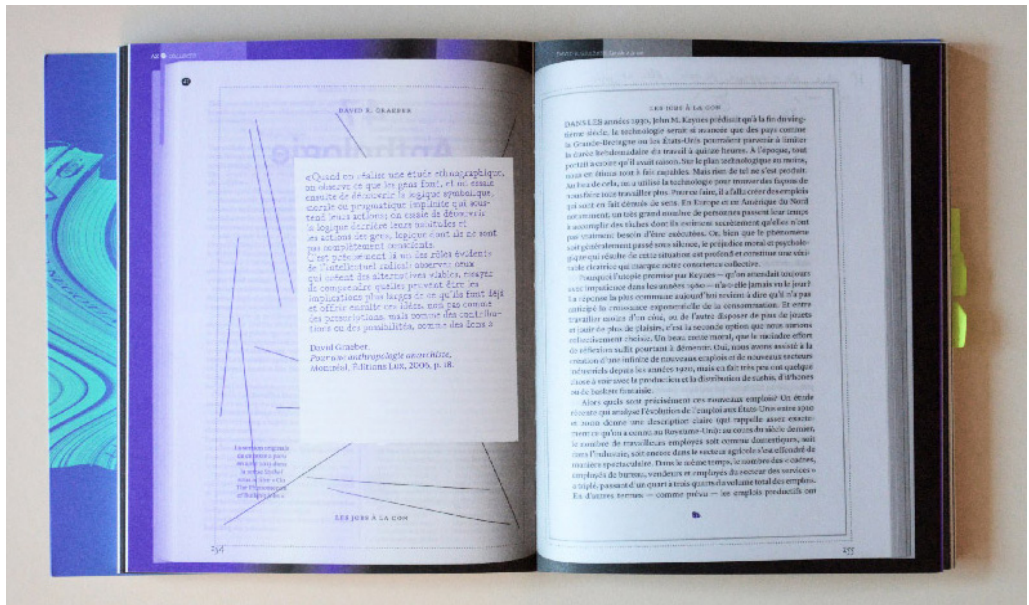 DAVID R. GRAEBER
Anthologie
«Quand on réalise une étude ethnographique,
on observe ce que les gens font, et on essaie
ensuite de découvrir la logique symbolique,
morale ou pragmatique implicite qui sous-
tend leurs actions; on essaie de découvrir
la logique derrière leurs habitudes et
les actions des gens, logique dont ils ne sont
pas complètement conscients.
C'est précisément là un des rôles évidents
de l'intellectuel radical: observer ceux
qui créent des alternatives viables, essayer
de comprendre quelles peuvent être les
implications plus larges de ce qu'ils font déjà
et offrir ensuite ces idées, non pas comme
des prescriptions, mais comme des contribu-
tions ou des possibilités, comme des dons.»
David Graeber,
Pour une anthropologie anarchiste,
Montréal, Éditions Lux, 2006, p. 18.
LES JOBS À LA CON
254
LES JOBS À LA CON
DANS LES années 1930, John M. Keynes prédisait qu'à la fin du ving-
tième siècle, la technologie serait si avancée que des pays comme
la Grande-Bretagne ou les États-Unis pourraient parvenir à limiter
la durée hebdomadaire du travail à quinze heures. À l'époque, tout
portait à croire qu'il avait raison. Sur le plan technologique au moins,
nous en étions tout à fait capables. Mais rien de tel ne s'est produit.
Au lieu de cela, on a utilisé la technologie pour trouver des façons de
nous faire tous travailler plus. Pour ce faire, il a fallu créer des emplois
qui sont en fait dénués de sens. En Europe et en Amérique du Nord
notamment, un très grand nombre de personnes passent leur temps
à accomplir des tâches dont ils estiment secrètement qu'elles n'ont
pas vraiment besoin d'être exécutées. Or, bien que le phénomène
soit généralement passé sous silence, le préjudice moral et psycholo-
gique qui résulte de cette situation est profond et constitue une véri-
table cicatrice qui marque notre conscience collective.
Pourquoi l'utopie promise par Keynes – qu'on attendait toujours
avec impatience dans les années 1960 – n'a-t-elle jamais vu le jour?
La réponse la plus commune aujourd'hui revient à dire qu'il n'a pas
anticipé la croissance exponentielle de la consommation. Et entre
travailler moins d'un côté, ou de l'autre disposer de plus de jouets
et jouir de plus de plaisirs, c'est la seconde option que nous aurions
collectivement choisie. Un beau conte moral, que le moindre effort
de réflexion suffit pourtant à démentir. Oui, nous avons assisté à la
création d'une infinité de nouveaux emplois et de nouveaux secteurs
industriels depuis les années 1920, mais en fait très peu ont quelque
chose à voir avec la production et la distribution de sushis, d'iPhones
ou de baskets fantaisie.
Alors quels sont précisément ces nouveaux emplois? Un étude
récente qui analyse l'évolution de l'emploi aux États-Unis entre 1910
et 2000 donne une description claire (qui rappelle assez exacte-
ment ce qu'on a connu au Royaume-Uni): au cours du siècle dernier,
le nombre de travailleurs employés soit comme domestiques, soit
dans l'industrie, soit encore dans le secteur agricole s'est effondré de
manière spectaculaire. Dans le même temps, le nombre des « cadres,
employés de bureau, vendeurs et employés du secteur des services »
a triplé, passant d'un quart à trois quarts du volume total des emplois.
En d'autres termes – comme prévu – les emplois productifs ont
255